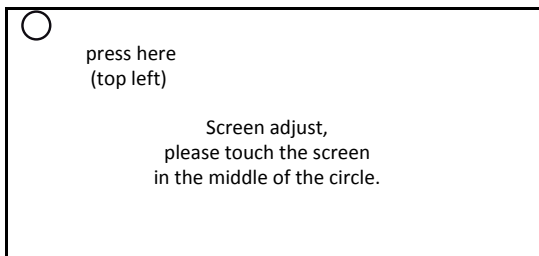 press here
(top left)
Screen adjust,
please touch the screen
in the middle of the circle.